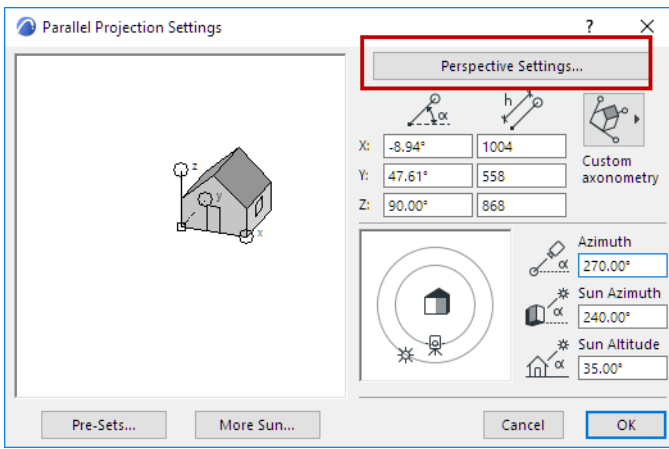 Parallel Projection Settings
?
Perspective Settings...
α
h
X: -8.94° 1004
Y: 47.61° 558
Z: 90.00° 868
Custom
axonometry
z
y
x
Azimuth
α 270.00°
Sun Azimuth
α 240.00°
Sun Altitude
α 35.00°
Pre-Sets...
More Sun...
Cancel
OK